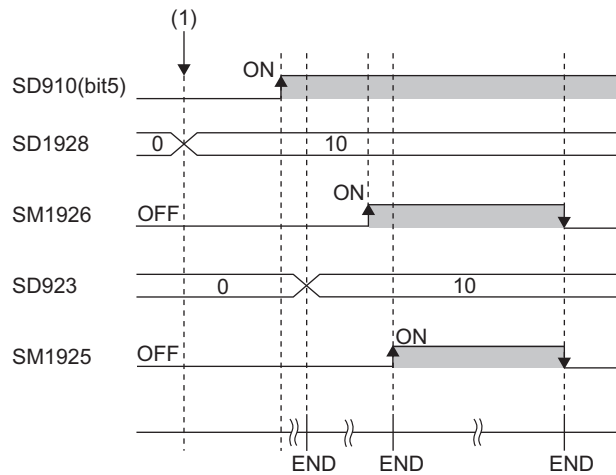 (1)
ON
SD910(bit5)
SD1928 0 10
ON
SM1926 OFF
SD923 0 10
ON
SM1925 OFF
END END END